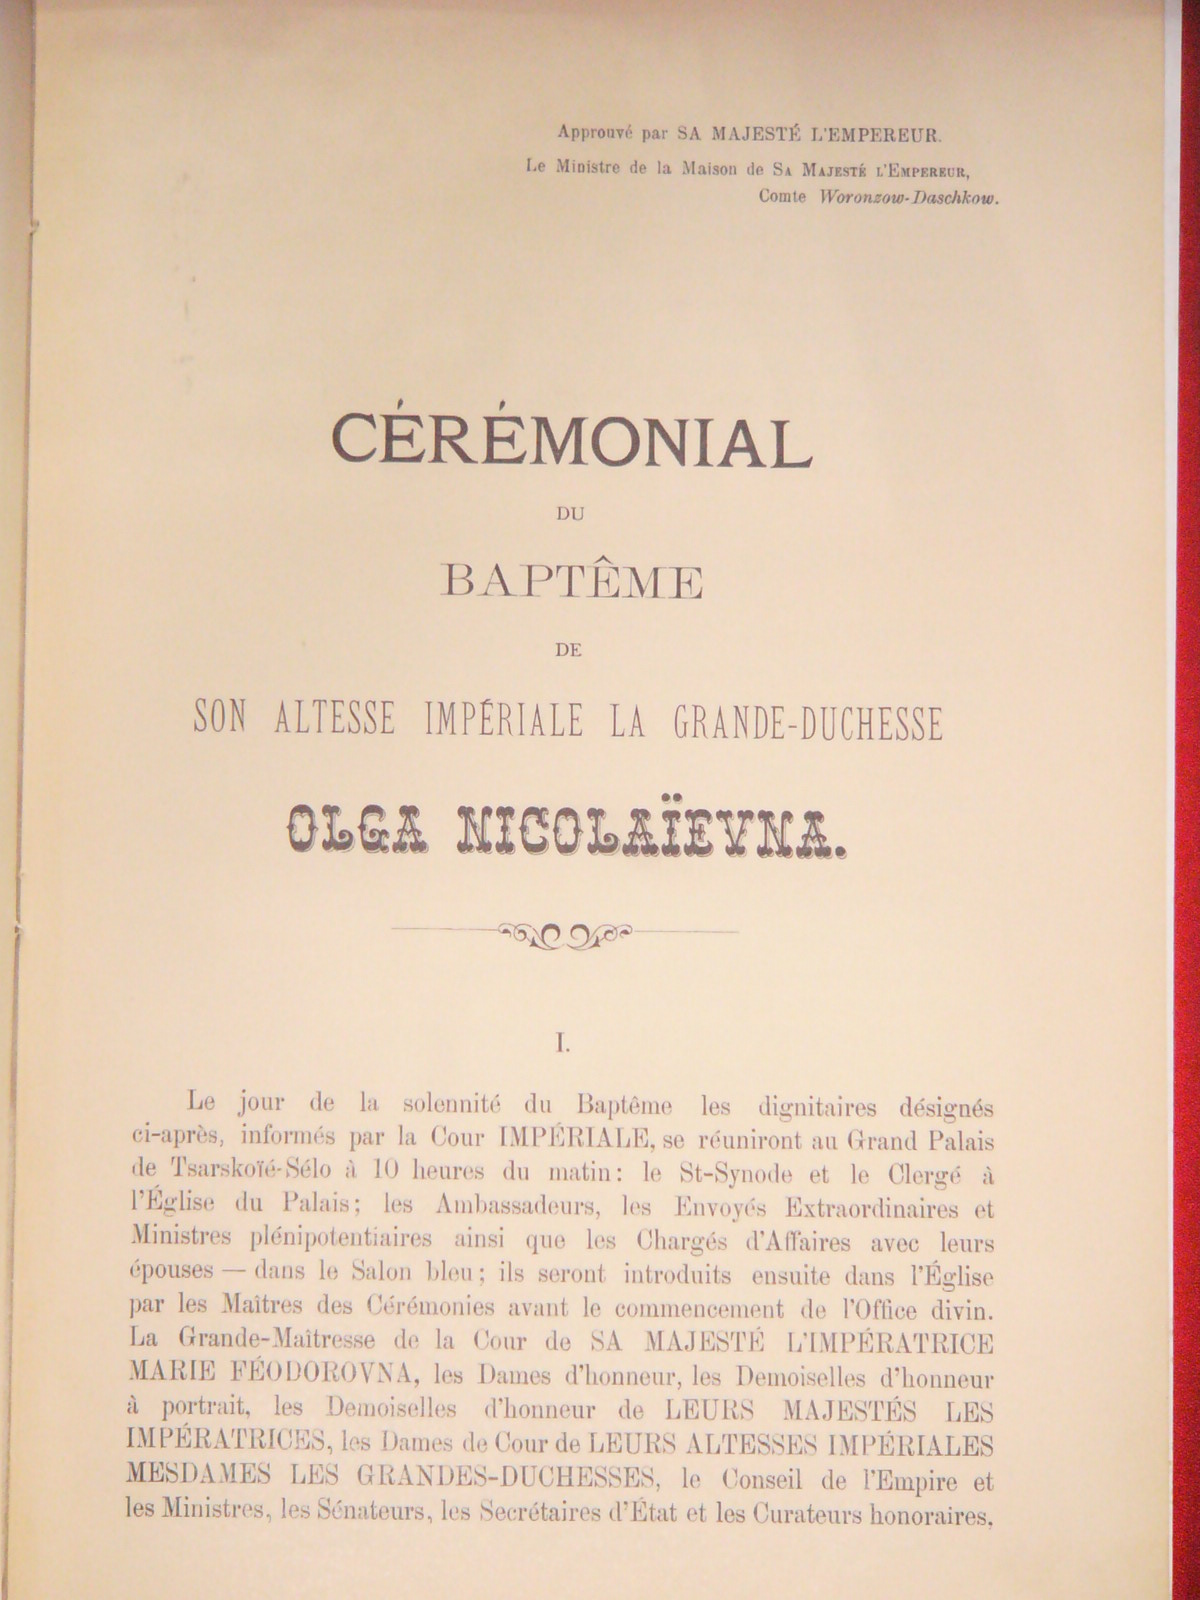 Approuvé par SA MAJESTÉ L'EMPEREUR.
Le Ministre de la Maison de SA MAJESTÉ L'EMPEREUR,
Comte Woronzow-Daschkow.
CÉRÉMONIAL
DU
BAPTÊME
DE
SON ALTESSE IMPÉRIALE LA GRANDE-DUCHESSE
OLGA NICOLAÏEVNA.
I.
Le jour de la solennité du Baptême les dignitaires désignés
ci-après, informés par la Cour IMPÉRIALE, se réuniront au Grand Palais
de Tsarskoïé-Sélo à 10 heures du matin: le St-Synode et le Clergé à
l'Église du Palais; les Ambassadeurs, les Envoyés Extraordinaires et
Ministres plénipotentiaires ainsi que les Chargés d'Affaires avec leurs
épouses — dans le Salon bleu; ils seront introduits ensuite dans l'Église
par les Maîtres des Cérémonies avant le commencement de l'Office divin.
La Grande-Maîtresse de la Cour de SA MAJESTÉ L'IMPÉRATRICE
MARIE FÉODOROVNA, les Dames d'honneur, les Demoiselles d'honneur
à portrait, les Demoiselles d'honneur de LEURS MAJESTÉS LES
IMPÉRATRICES, les Dames de Cour de LEURS ALTESSES IMPÉRIALES
MESDAMES LES GRANDES-DUCHESSES, le Conseil de l'Empire et
les Ministres, les Sénateurs, les Secrétaires d'État et les Curateurs honoraires,